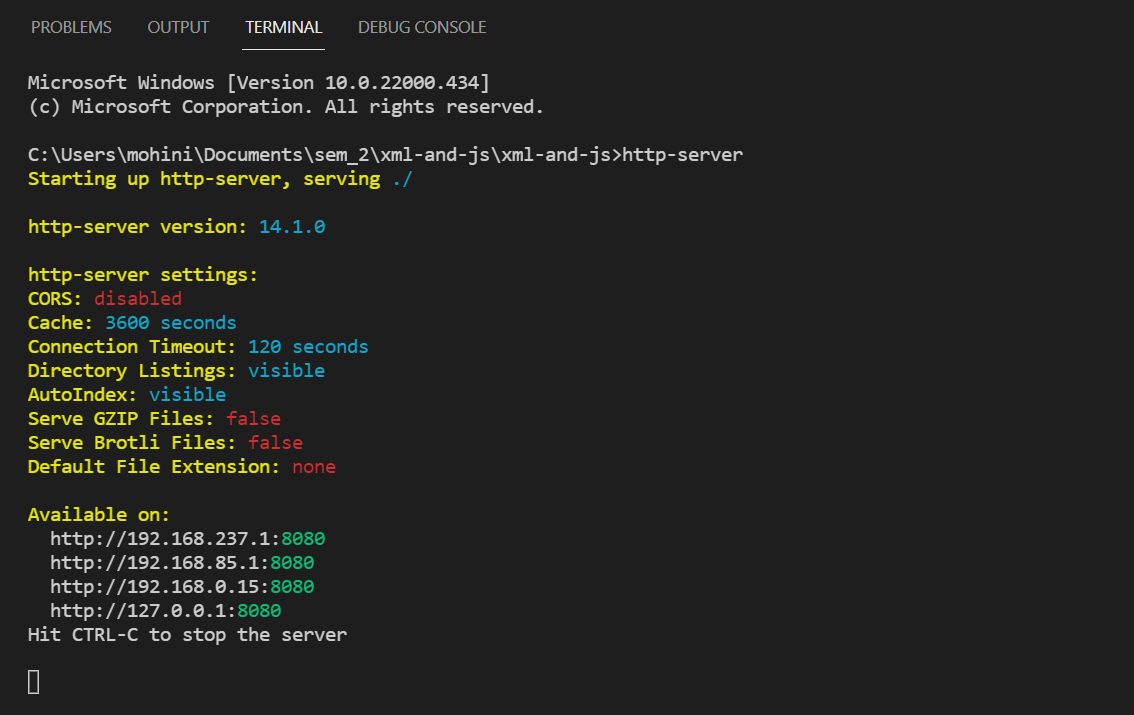 PROBLEMS OUTPUT TERMINAL DEBUG CONSOLE
Microsoft Windows [Version 10.0.22000.434]
(c) Microsoft Corporation. All rights reserved.
C:\Users\mohini\Documents\sem_2\xml-and-js\xml-and-js>http-server
Starting up http-server, serving ./
http-server version: 14.1.0
http-server settings:
CORS: disabled
Cache: 3600 seconds
Connection Timeout: 120 seconds
Directory Listings: visible
AutoIndex: visible
Serve GZIP Files: false
Serve Brotli Files: false
Default File Extension: none
Available on:
http://192.168.237.1:8080
http://192.168.85.1:8080
http://192.168.0.15:8080
http://127.0.0.1:8080
Hit CTRL-C to stop the server